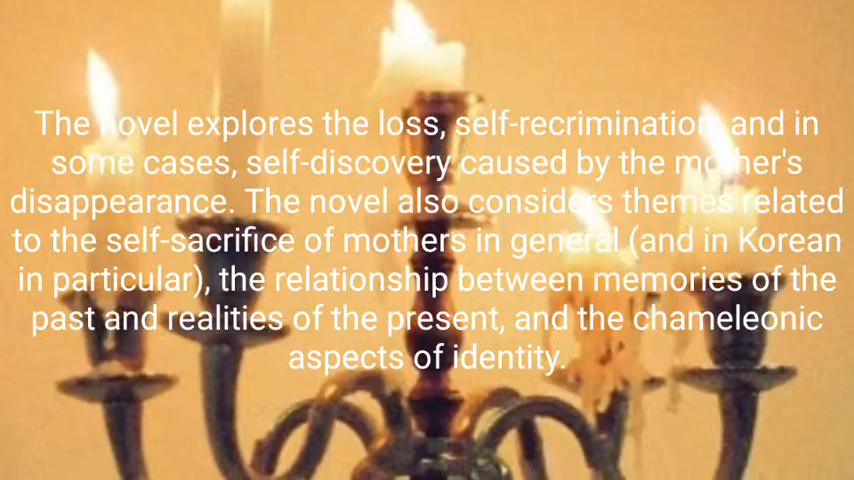 The novel explores the loss, self-recrimination, and in
some cases, self-discovery caused by the mother's
disappearance. The novel also considers themes related
to the self-sacrifice of mothers in general (and in Korean
in particular), the relationship between memories of the
past and realities of the present, and the chameleonic
aspects of identity.